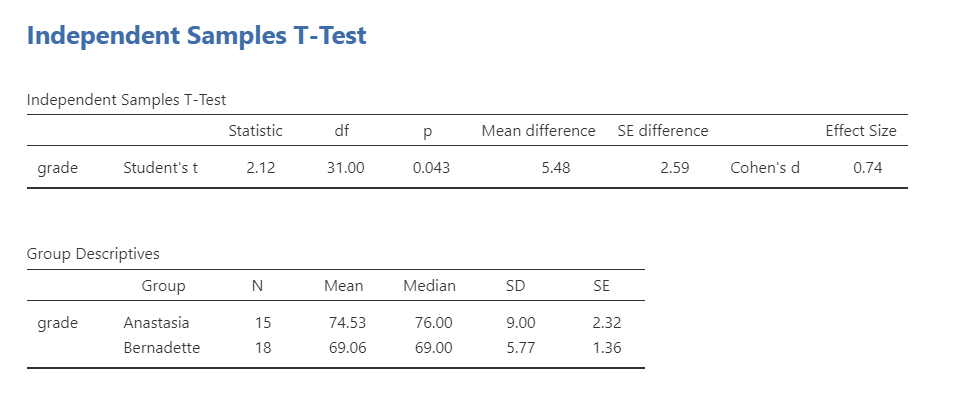 Independent Samples T-Test
Independent Samples T-Test
Statistic df p Mean difference SE difference Effect Size
grade Student's t 2.12 31.00 0.043 5.48 2.59 Cohen's d 0.74
Group Descriptives
Group N Mean Median SD SE
grade Anastasia 15 74.53 76.00 9.00 2.32
Bernadette 18 69.06 69.00 5.77 1.36